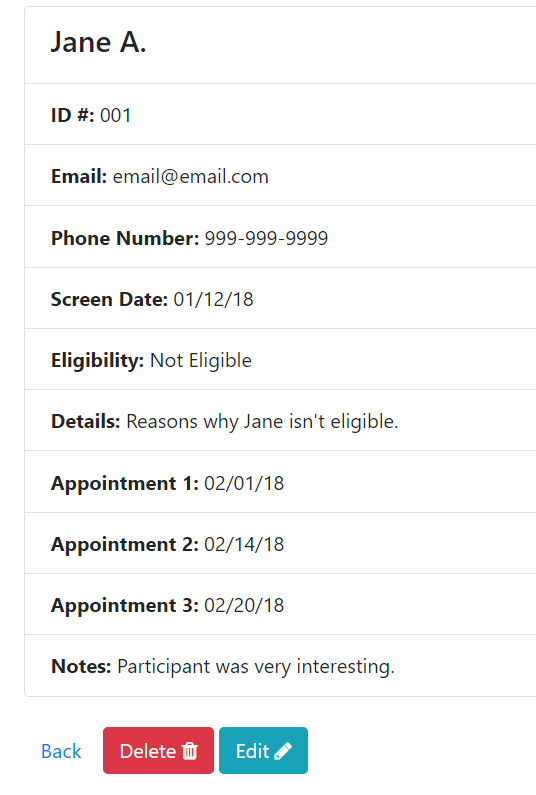 Jane A.
ID #: 001
Email: email@email.com
Phone Number: 999-999-9999
Screen Date: 01/12/18
Eligibility: Not Eligible
Details: Reasons why Jane isn't eligible.
Appointment 1: 02/01/18
Appointment 2: 02/14/18
Appointment 3: 02/20/18
Notes: Participant was very interesting.
Back Delete Edit